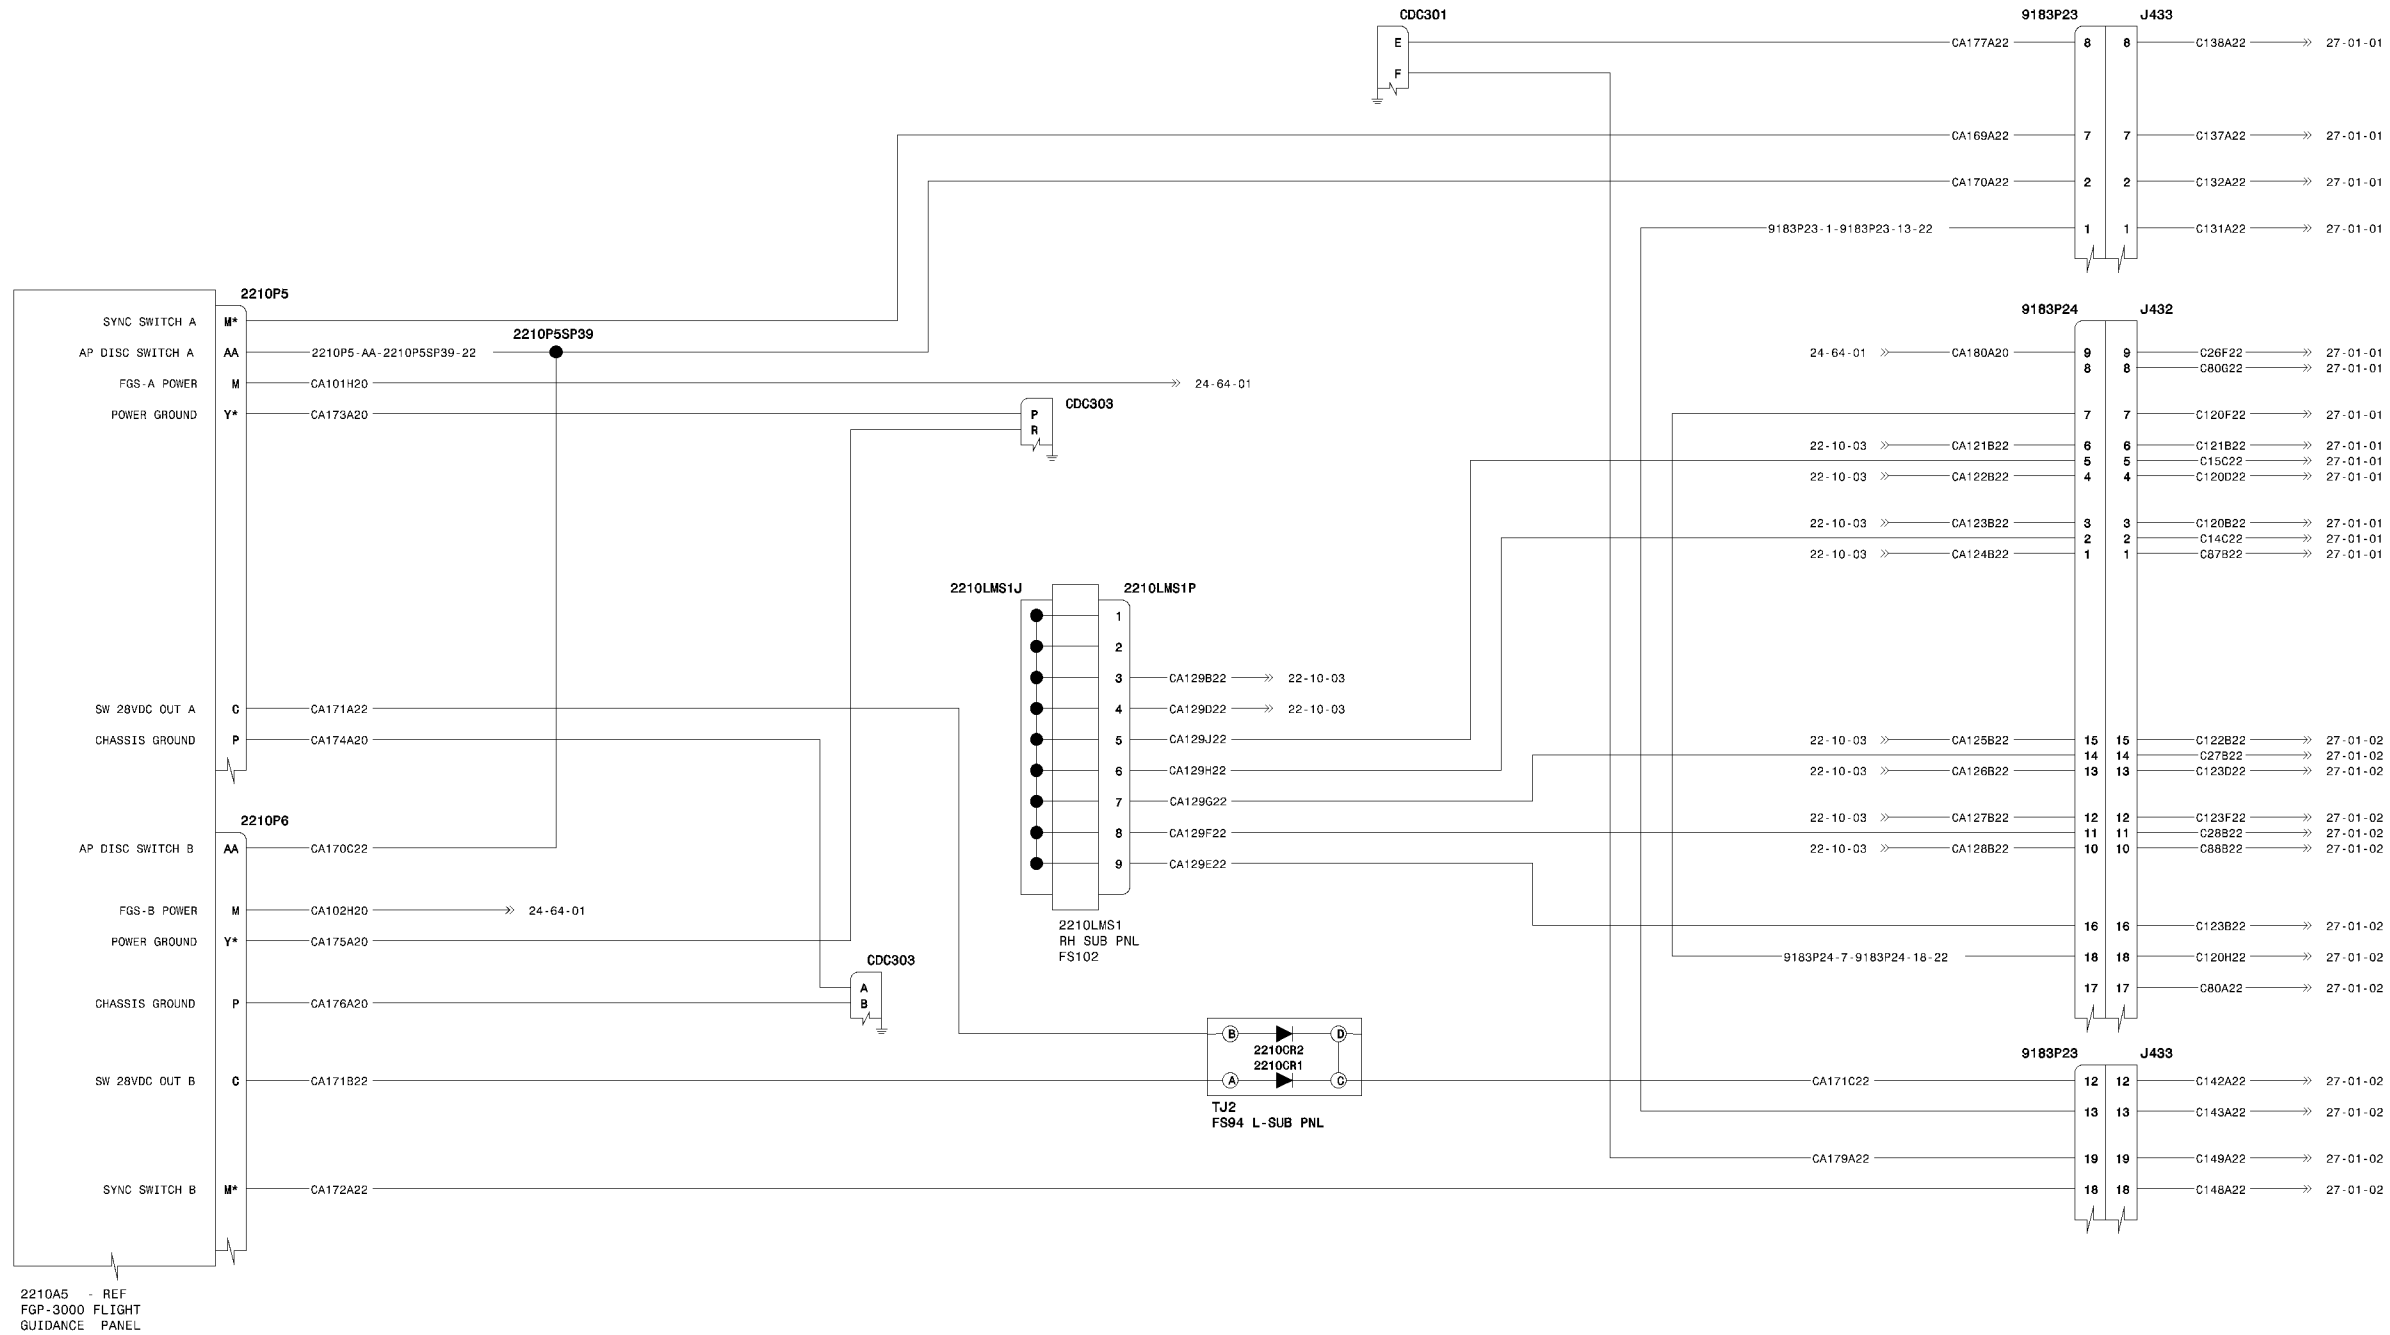 CDC301
9183P23 J433
E CA177A22 8 8 C138A22 27-01-01
F
CA169A22 7 7 C137A22 27-01-01
CA170A22 2 2 C132A22 27-01-01
9183P23-1-9183P23-13-22 1 1 C131A22 27-01-01
2210P5
9183P24 J432
SYNC SWITCH A M*
2210P5SP39
AP DISC SWITCH A AA 2210P5-AA-2210P5SP39-22 24-64-01 CA180A20 9 9 C26F22 27-01-01
8 8 C80G22 27-01-01
FGS-A POWER M CA101H20 24-64-01
CDC303
POWER GROUND Y* CA173A20 P 7 7 C120F22 27-01-01
R
22-10-03 CA121B22 6 6 C121B22 27-01-01
5 5 C15C22 27-01-01
22-10-03 CA122B22 4 4 C120D22 27-01-01
22-10-03 CA123B22 3 3 C120B22 27-01-01
2 2 C14C22 27-01-01
22-10-03 CA124B22 1 1 C87B22 27-01-01
2210LMS1J 2210LMS1P
1
2
3 CA129B22 22-10-03
SW 28VDC OUT A C CA171A22 4 CA129D22 22-10-03
CHASSIS GROUND P CA174A20 5 CA129J22 22-10-03 CA125B22 15 15 C122B22 27-01-02
14 14 C27B22 27-01-02
6 CA129H22 22-10-03 CA126B22 13 13 C123D22 27-01-02
7 CA129G22
2210P6 22-10-03 CA127B22 12 12 C123F22 27-01-02
8 CA129F22 11 11 C28B22 27-01-02
AP DISC SWITCH B AA CA170C22 22-10-03 CA128B22 10 10 C88B22 27-01-02
9 CA129E22
FGS-B POWER M CA102H20 24-64-01
2210LMS1
RH SUB PNL
FS102
16 16 C123B22 27-01-02
POWER GROUND Y* CA175A20
CDC303
9183P24-7-9183P24-18-22 18 18 C120H22 27-01-02
A 17 17 C80A22 27-01-02
CHASSIS GROUND P CA176A20 B
B D
2210CR2
2210CR1
9183P23 J433
SW 28VDC OUT B C CA171B22 A C CA171C22 12 12 C142A22 27-01-02
TJ2
FS94 L-SUB PNL
13 13 C143A22 27-01-02
CA179A22 19 19 C149A22 27-01-02
SYNC SWITCH B M* CA172A22 18 18 C148A22 27-01-02
2210A5 - REF
FGP-3000 FLIGHT
GUIDANCE PANEL